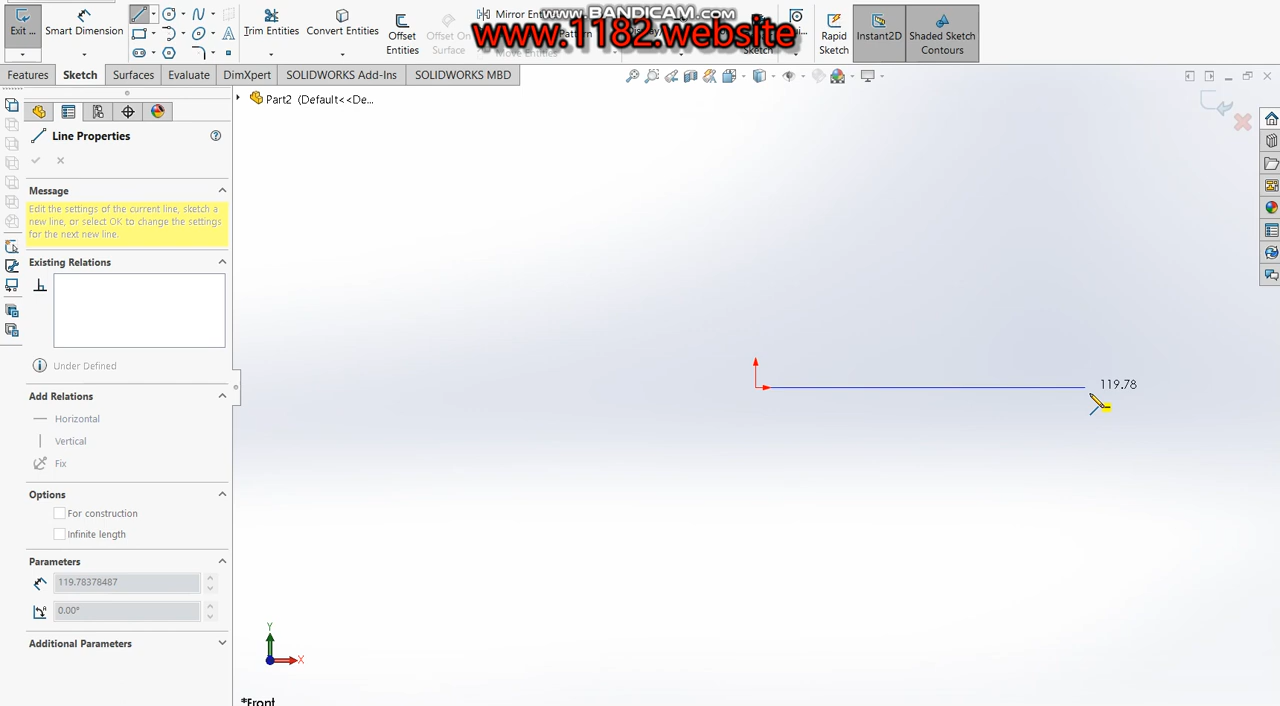 www.BANDICAM.com
www.1182.website
Exit ...
Smart Dimension
Trim Entities
Convert Entities
Offset Entities
Offset On Surface
Mirror Enti
Pattern
Move Entities
Sketch
Rapid Sketch
Instant2D
Shaded Sketch Contours
Features
Sketch
Surfaces
Evaluate
DimXpert
SOLIDWORKS Add-Ins
SOLIDWORKS MBD
Part2 (Default<<De...
Line Properties
Message
Edit the settings of the current line, sketch a
new line, or select OK to change the settings
for the next new line.
Existing Relations
Under Defined
Add Relations
Horizontal
Vertical
Fix
Options
For construction
Infinite length
Parameters
119.78378487
0.00°
Additional Parameters
119.78
Y
X
*Front